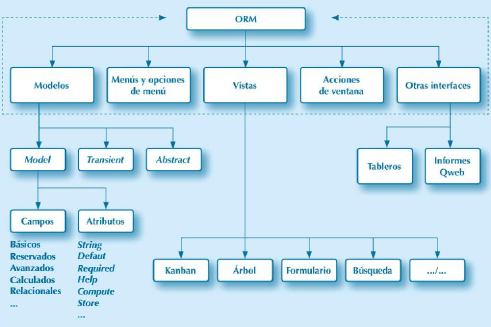 ORM
Modelos
Menús y opciones
de menú
Vistas
Acciones
de ventana
Otras interfaces
Model
Transient
Abstract
Tableros
Informes
Qweb
Campos
Atributos
Básicos
Reservados
Avanzados
Calculados
Relacionales
...
String
Defaut
Required
Help
Compute
Store
...
Kanban
Árbol
Formulario
Búsqueda
.../...